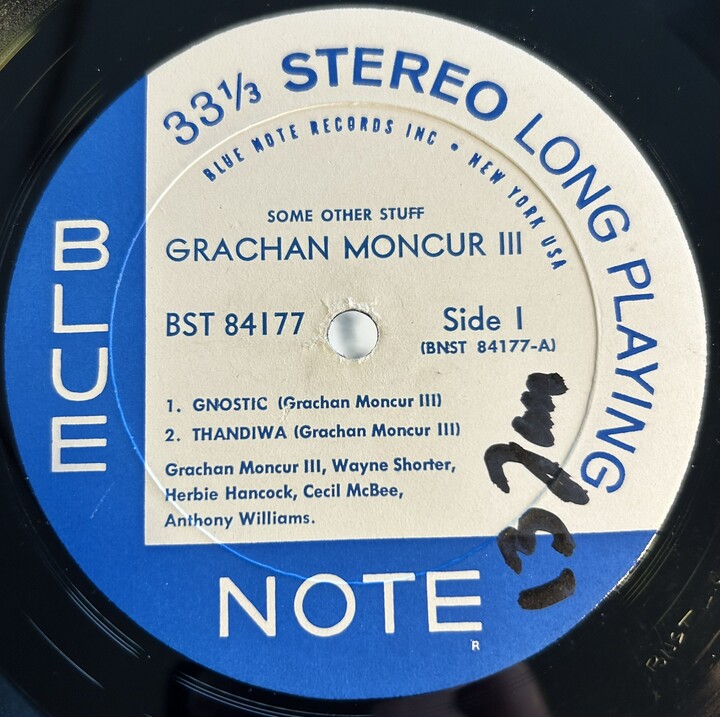 33⅓ STEREO LONG PLAYING
BLUE NOTE RECORDS INC • NEW YORK USA
SOME OTHER STUFF
GRACHAN MONCUR III
BST 84177
Side 1
(BNST 84177-A)
1. GNOSTIC (Grachan Moncur III)
2. THANDIWA (Grachan Moncur III)
Grachan Moncur III, Wayne Shorter,
Herbie Hancock, Cecil McBee,
Anthony Williams.
BLUE
NOTE
R
BNST